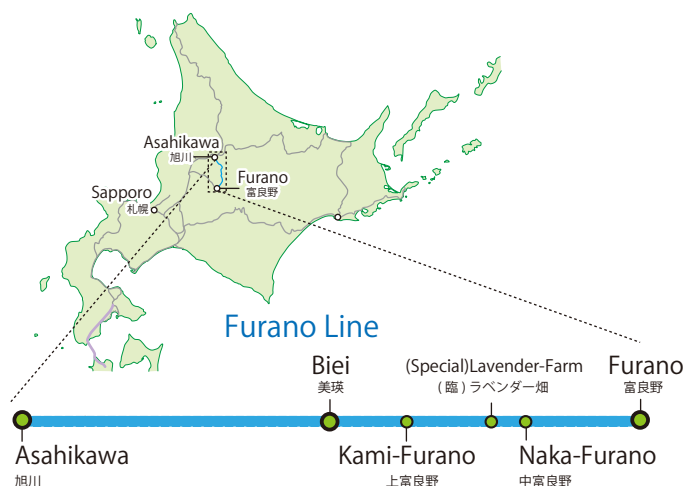 Asahikawa
旭川
Furano
富良野
Sapporo
札幌
Furano Line
Biei
美瑛
(Special)Lavender-Farm
(臨)ラベンダー畑
Furano
富良野
Asahikawa
旭川
Kami-Furano
上富良野
Naka-Furano
中富良野